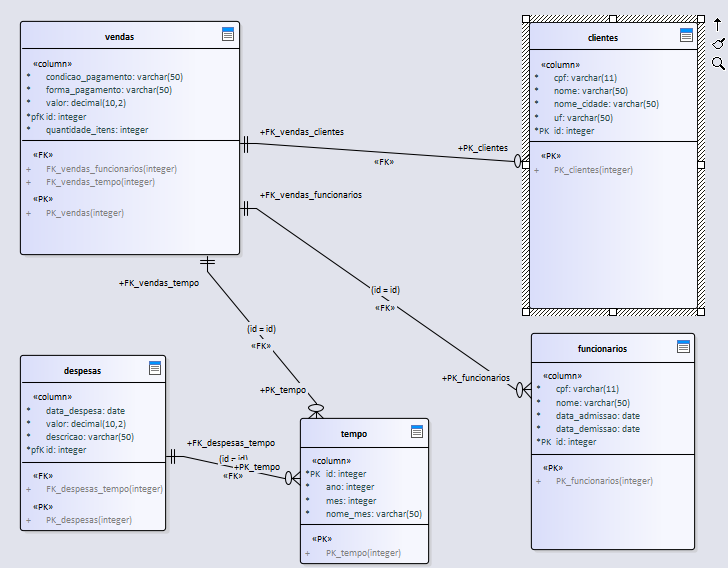 vendas
«column»
* condicao_pagamento: varchar(50)
* forma_pagamento: varchar(50)
* valor: decimal(10,2)
*pfK id: integer
* quantidade_itens: integer
«FK»
+ FK_vendas_funcionarios(integer)
+ FK_vendas_tempo(integer)
«PK»
+ PK_vendas(integer)
clientes
«column»
* cpf: varchar(11)
* nome: varchar(50)
* nome_cidade: varchar(50)
* uf: varchar(50)
*PK id: integer
«PK»
+ PK_clientes(integer)
+FK_vendas_clientes
+PK_clientes
«FK»
+FK_vendas_funcionarios
(id = id)
«FK»
+PK_funcionarios
+FK_vendas_tempo
(id = id)
«FK»
+PK_tempo
funcionarios
«column»
* cpf: varchar(11)
* nome: varchar(50)
* data_admissao: date
* data_demissao: date
*PK id: integer
«PK»
+ PK_funcionarios(integer)
despesas
«column»
* data_despesa: date
* valor: decimal(10,2)
* descricao: varchar(50)
*pfK id: integer
«FK»
+ FK_despesas_tempo(integer)
«PK»
+ PK_despesas(integer)
+FK_despesas_tempo
(id = id)
+PK_tempo
«FK»
tempo
«column»
*PK id: integer
* ano: integer
* mes: integer
* nome_mes: varchar(50)
«PK»
+ PK_tempo(integer)